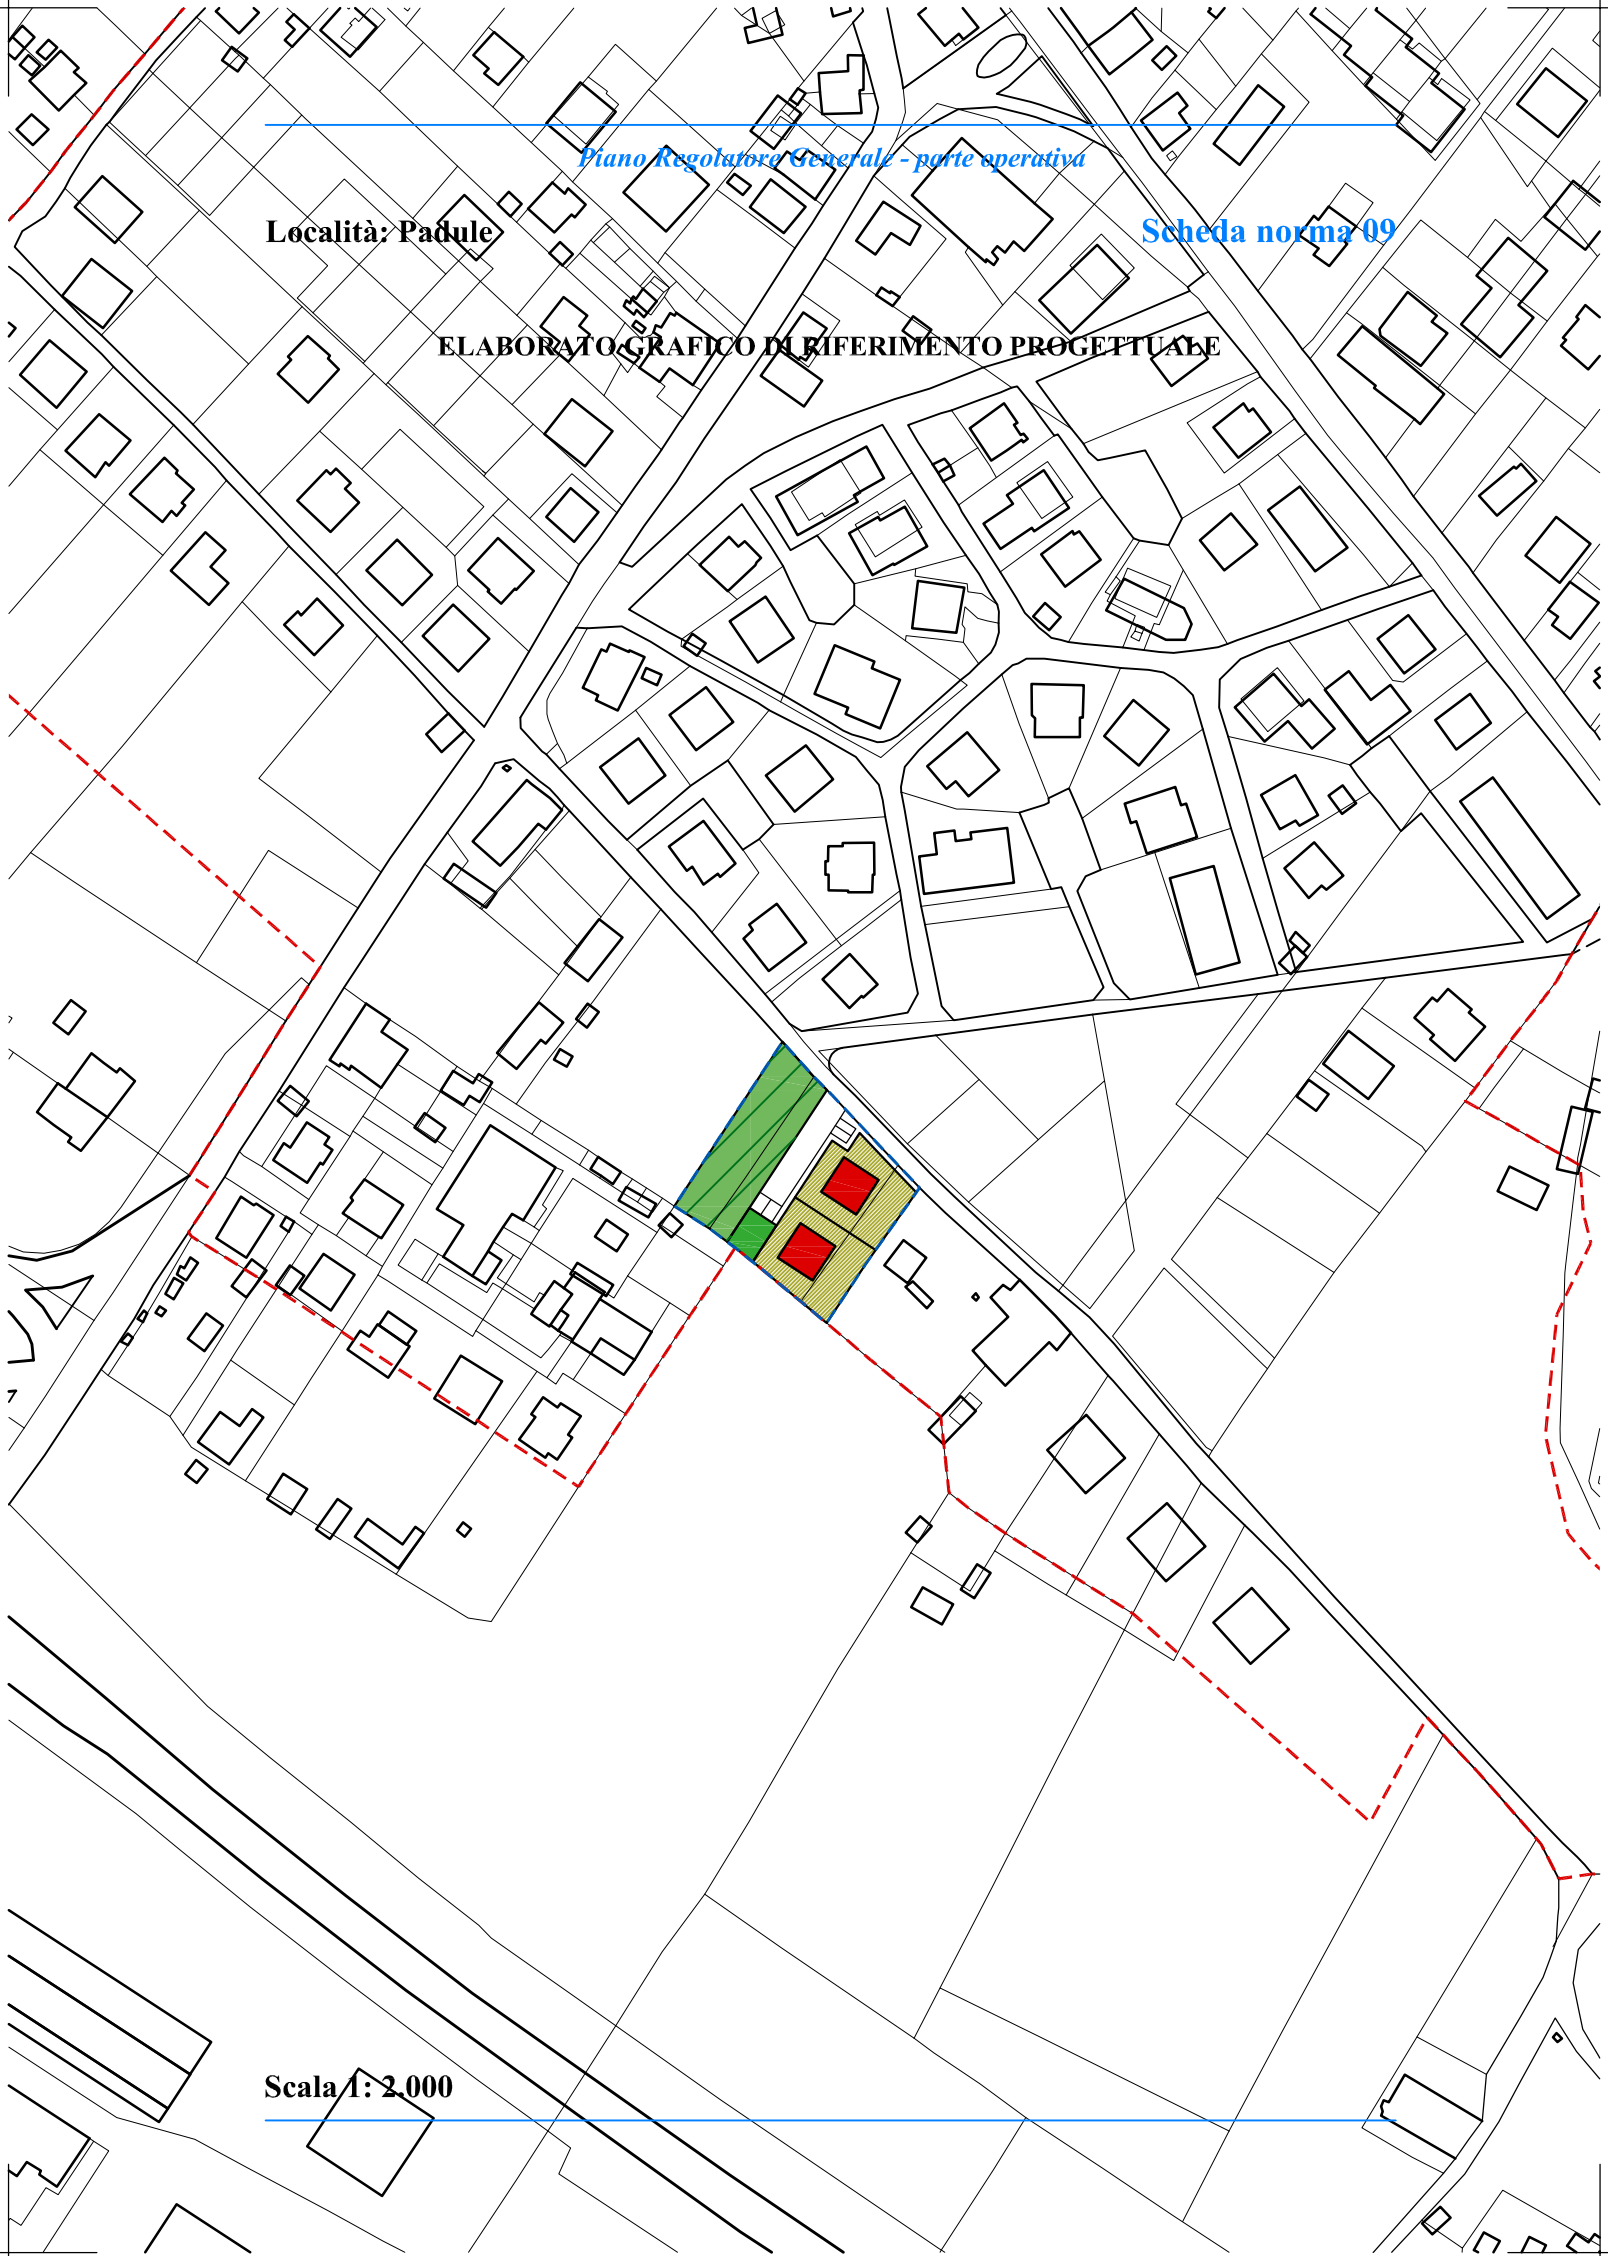 Piano Regolatore Generale - parte operativa
Località: Padule
Scheda norma 09
ELABORATO GRAFICO DI RIFERIMENTO PROGETTUALE
Scala 1: 2.000